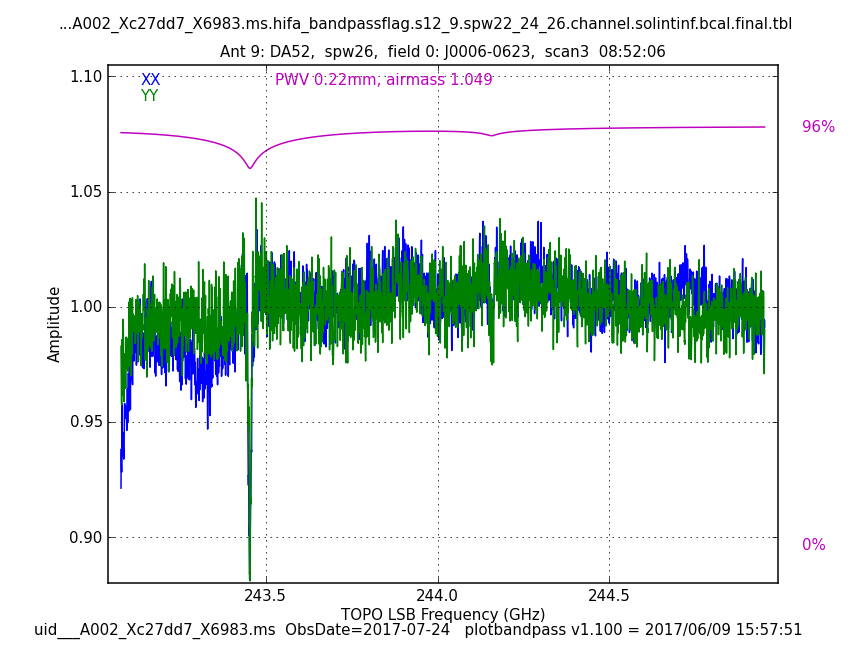 ...A002_Xc27dd7_X6983.ms.hifa_bandpassflag.s12_9.spw22_24_26.channel.solintinf.bcal.final.tbl
Ant 9: DA52,  spw26,  field 0: J0006-0623,  scan3  08:52:06
1.10
XX
PWV 0.22mm, airmass 1.049
YY
96%
1.05
1.00
Amplitude
0.95
0.90
0%
243.5
244.0
244.5
TOPO LSB Frequency (GHz)
uid___A002_Xc27dd7_X6983.ms  ObsDate=2017-07-24   plotbandpass v1.100 = 2017/06/09 15:57:51